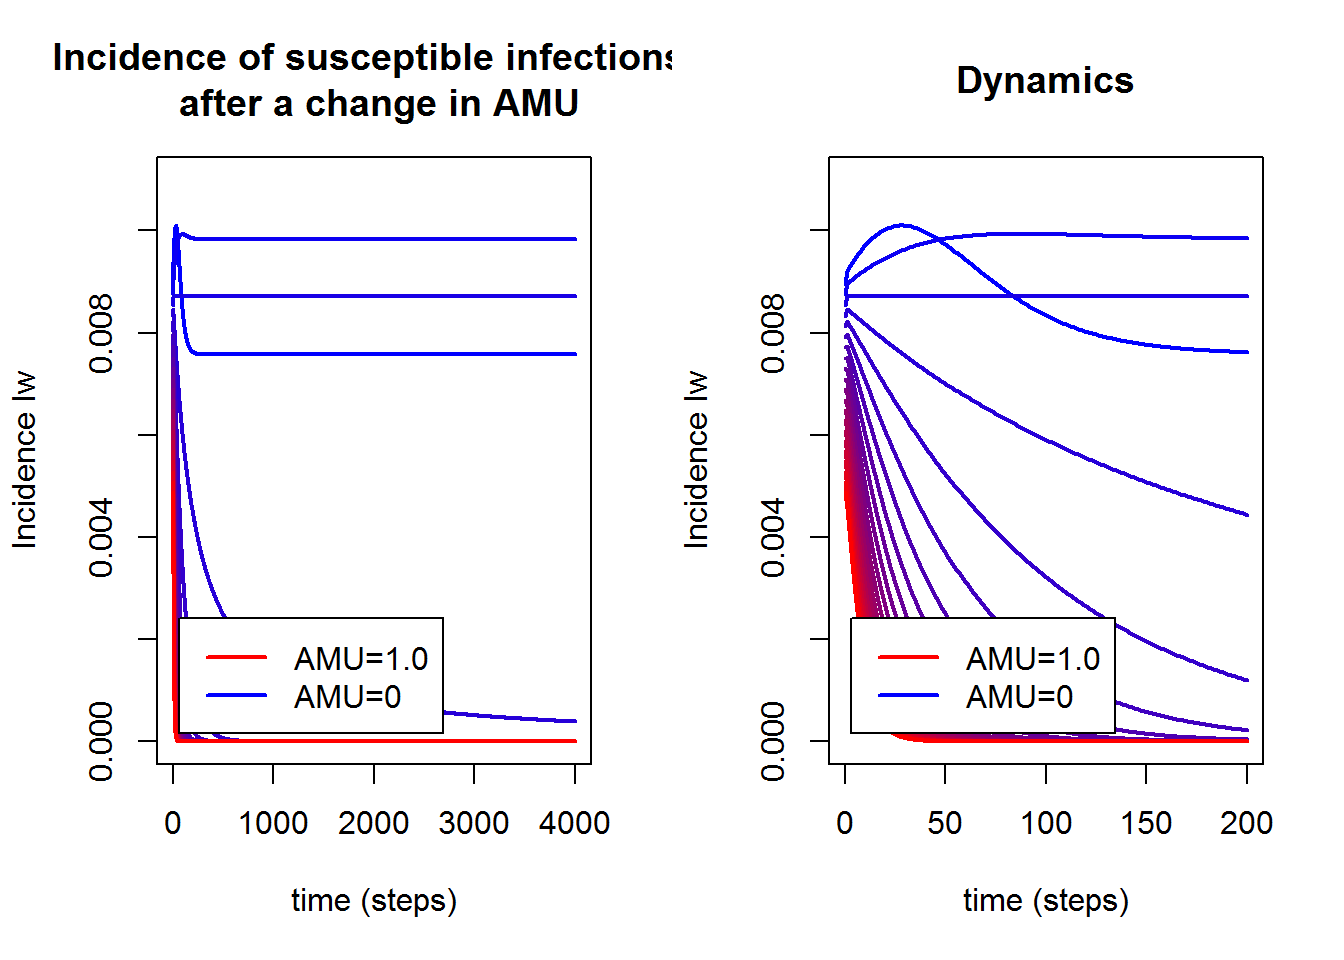 Incidence of susceptible infections
after a change in AMU
Incidence Iw
0.000
0.004
0.008
AMU=1.0
AMU=0
0
1000
2000
3000
4000
time (steps)
Dynamics
Incidence Iw
0.000
0.004
0.008
AMU=1.0
AMU=0
0
50
100
150
200
time (steps)